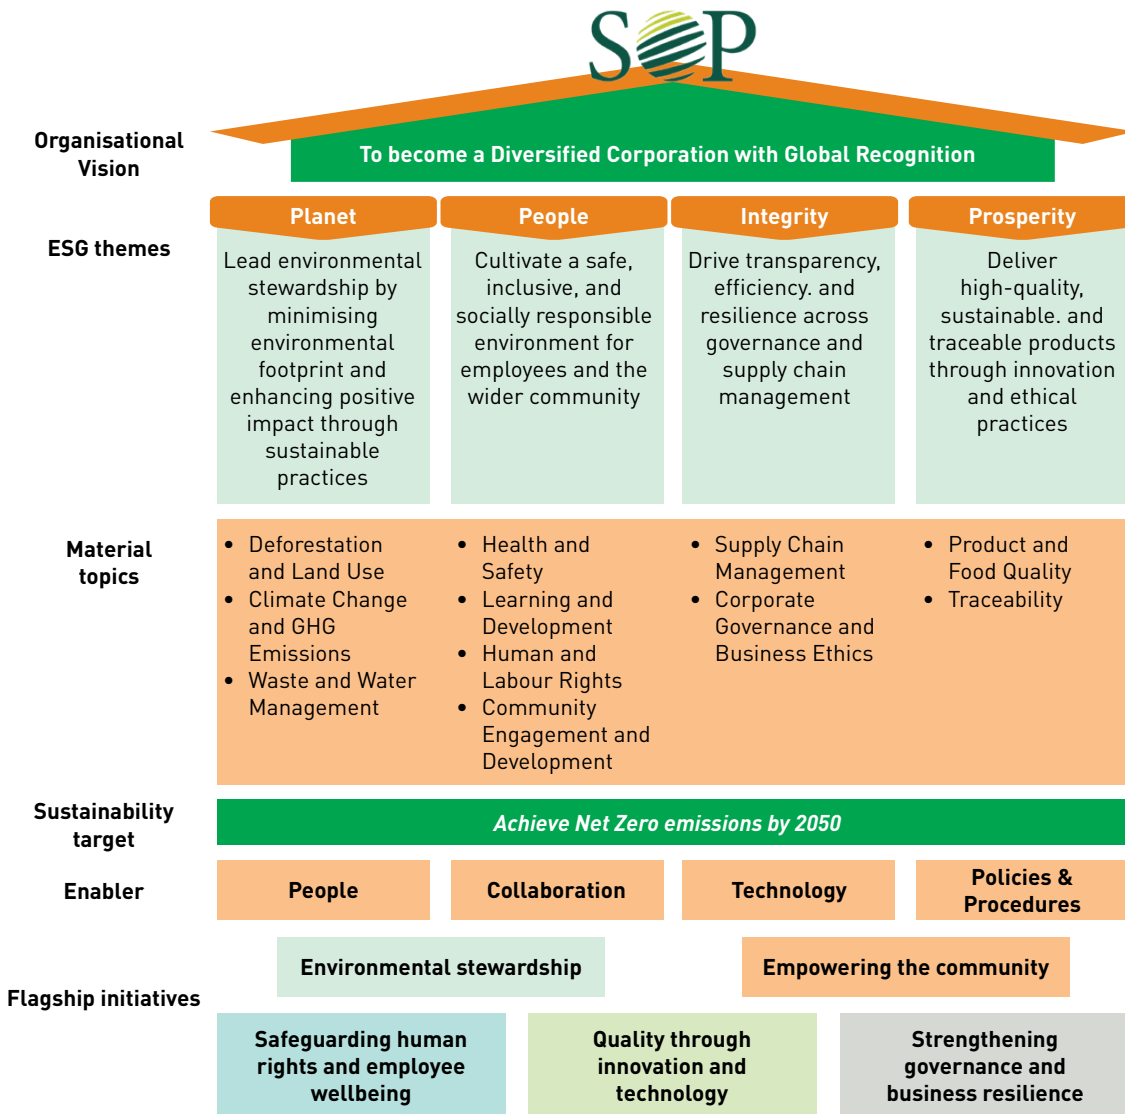 SOP
Organisational
Vision
To become a Diversified Corporation with Global Recognition
ESG themes
Planet
Lead environmental
stewardship by
minimising
environmental
footprint and
enhancing positive
impact through
sustainable
practices
People
Cultivate a safe,
inclusive, and
socially responsible
environment for
employees and the
wider community
Integrity
Drive transparency,
efficiency. and
resilience across
governance and
supply chain
management
Prosperity
Deliver
high-quality,
sustainable. and
traceable products
through innovation
and ethical
practices
Material
topics
• Deforestation
and Land Use
• Climate Change
and GHG
Emissions
• Waste and Water
Management
• Health and
Safety
• Learning and
Development
• Human and
Labour Rights
• Community
Engagement and
Development
• Supply Chain
Management
• Corporate
Governance and
Business Ethics
• Product and
Food Quality
• Traceability
Sustainability
target
Achieve Net Zero emissions by 2050
Enabler
People
Collaboration
Technology
Policies &
Procedures
Flagship initiatives
Environmental stewardship
Empowering the community
Safeguarding human
rights and employee
wellbeing
Quality through
innovation and
technology
Strengthening
governance and
business resilience